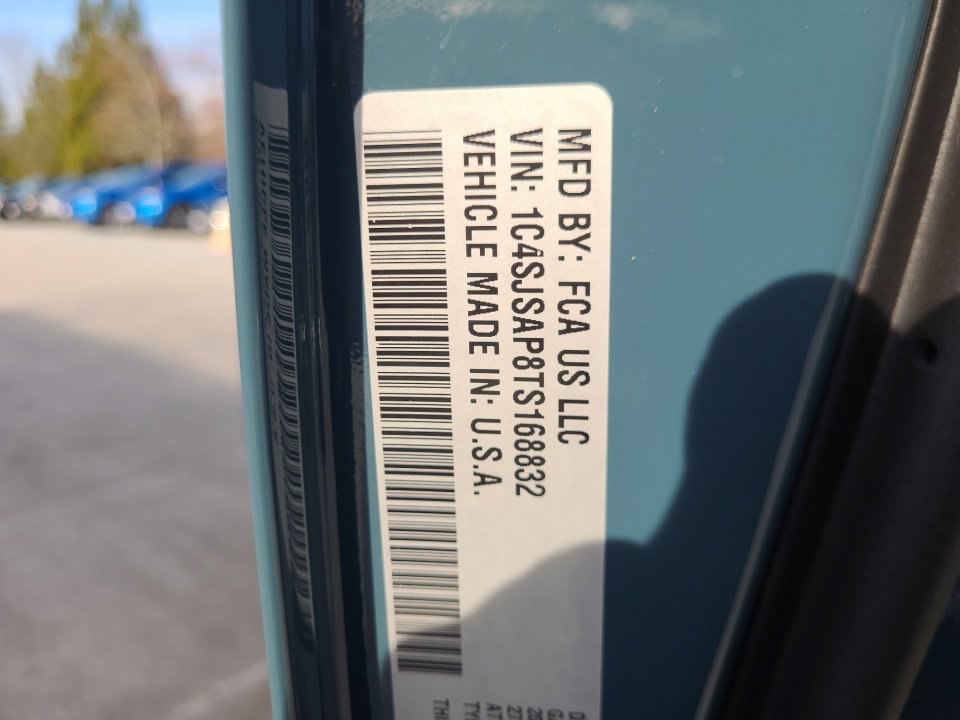 MFD BY: FCA US LLC
VIN: 1C4SJSAP8TS168832
VEHICLE MADE IN: U.S.A.